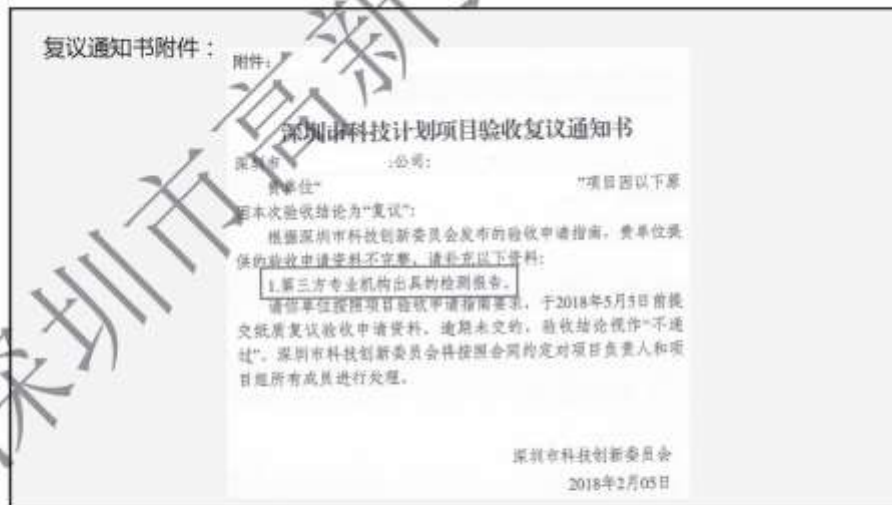 复议通知书附件：
附件：
深圳市科技计划项目验收复议通知书
深圳市 :公司:
贵单位“ ”项目因以下原
因本次验收结论为“复议”:
根据深圳市科技创新委员会发布的验收申请指南，贵单位提
供的验收申请资料不完整，请补充以下资料:
1.第三方专业机构出具的检测报告。
请你单位按照项目验收申请指南要求，于2018年5月5日前提
交纸质复议验收申请资料，逾期未交的，验收结论视作“不通
过”，深圳市科技创新委员会将按照合同约定对项目负责人和项
目组所有成员进行处理。
深圳市科技创新委员会
2018年2月05日
深圳市高新